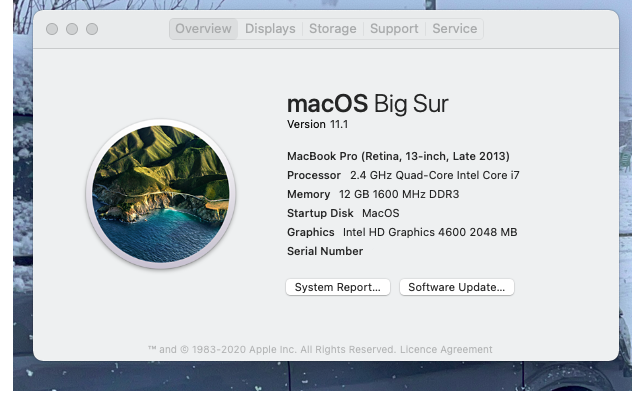 Overview Displays Storage Support Service
macOS Big Sur
Version 11.1
MacBook Pro (Retina, 13-inch, Late 2013)
Processor 2.4 GHz Quad-Core Intel Core i7
Memory 12 GB 1600 MHz DDR3
Startup Disk MacOS
Graphics Intel HD Graphics 4600 2048 MB
Serial Number
System Report... Software Update...
™ and © 1983-2020 Apple Inc. All Rights Reserved. Licence Agreement